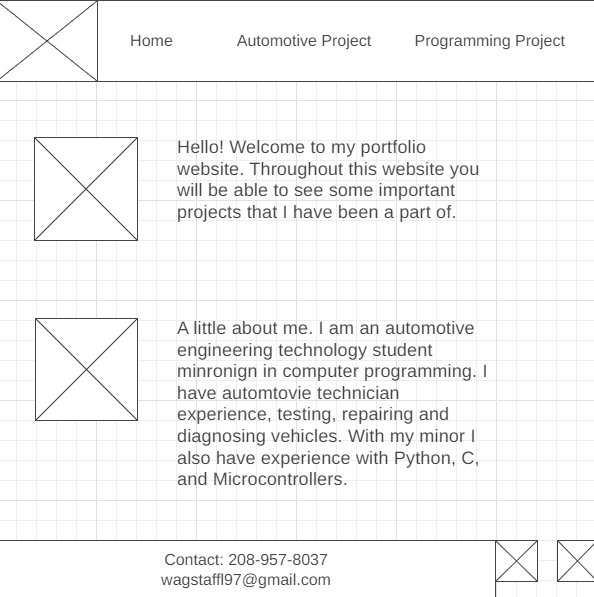 Home Automotive Project Programming Project
Hello! Welcome to my portfolio
website. Throughout this website you
will be able to see some important
projects that I have been a part of.
A little about me. I am an automotive
engineering technology student
minronign in computer programming. I
have automtovie technician
experience, testing, repairing and
diagnosing vehicles. With my minor I
also have experience with Python, C,
and Microcontrollers.
Contact: 208-957-8037
wagstaffl97@gmail.com